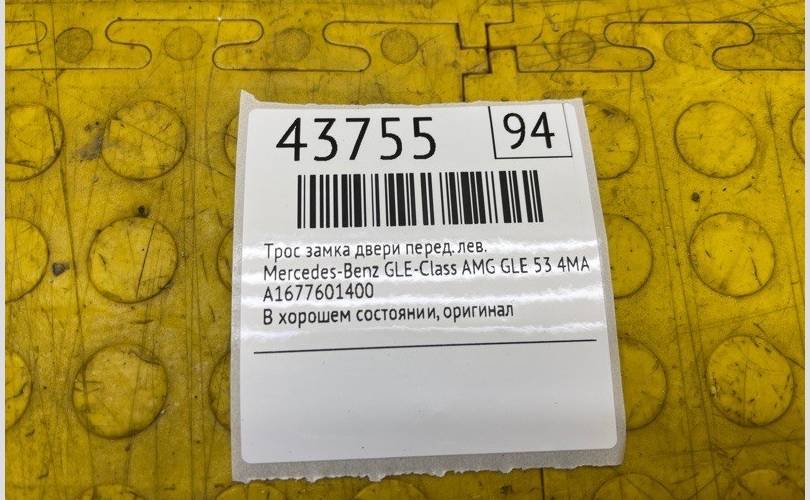 43755 94
Трос замка двери перед. лев.
Mercedes-Benz GLE-Class AMG GLE 53 4MA
A1677601400
В хорошем состоянии, оригинал